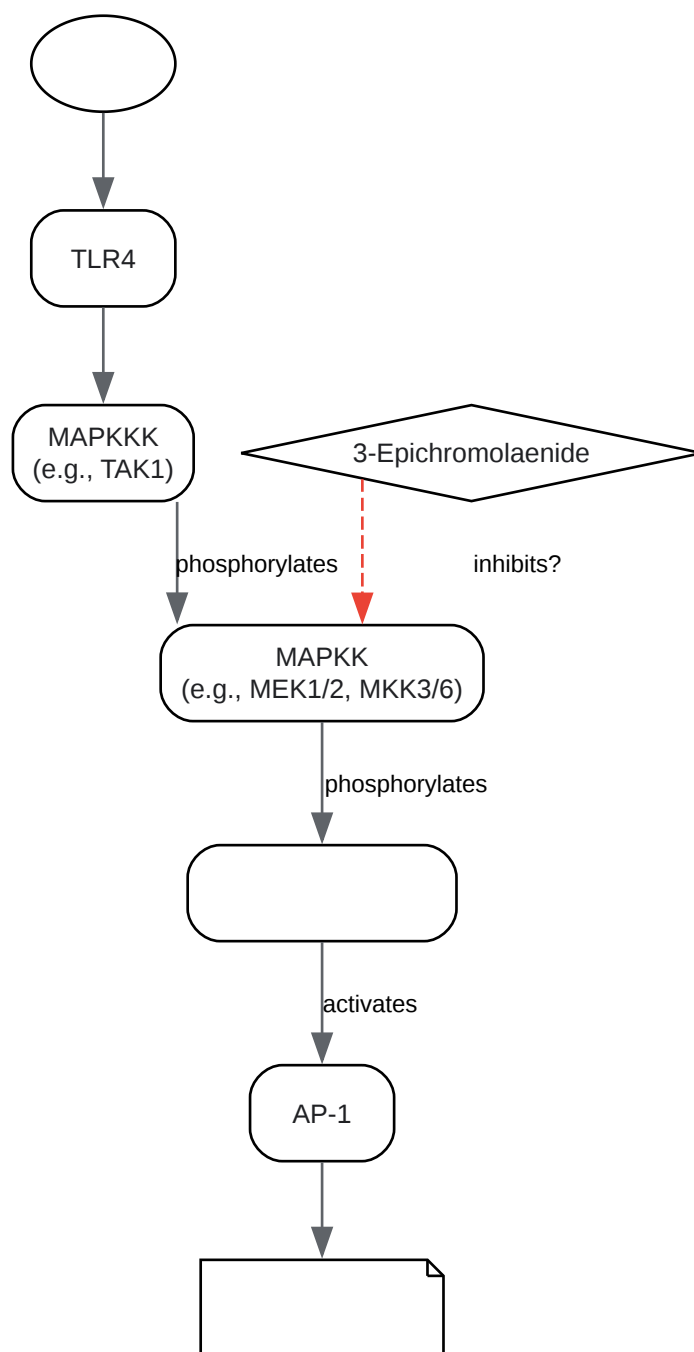 TLR4
MAPKKK
(e.g., TAK1)
3-Epichromolaenide
phosphorylates
inhibits?
MAPKK
(e.g., MEK1/2, MKK3/6)
phosphorylates
activates
AP-1